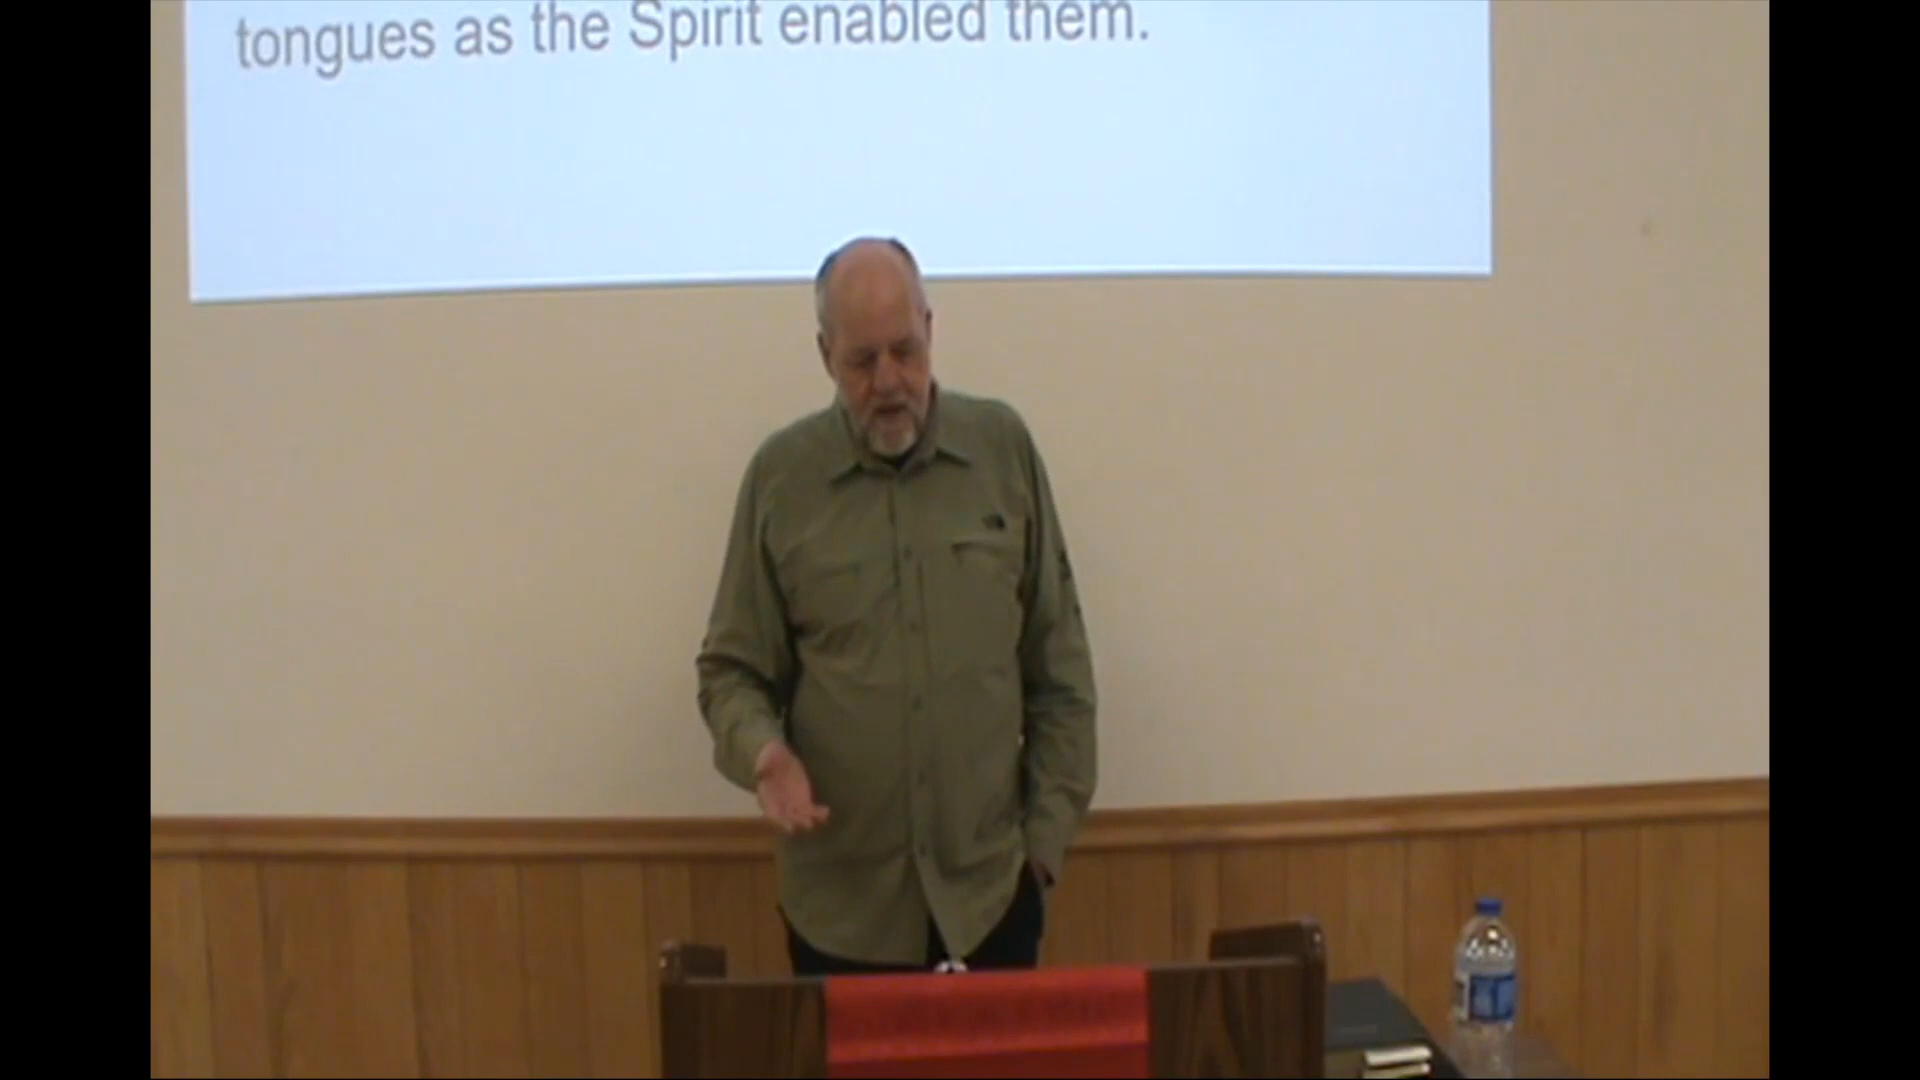 tongues as the Spirit enabled them.